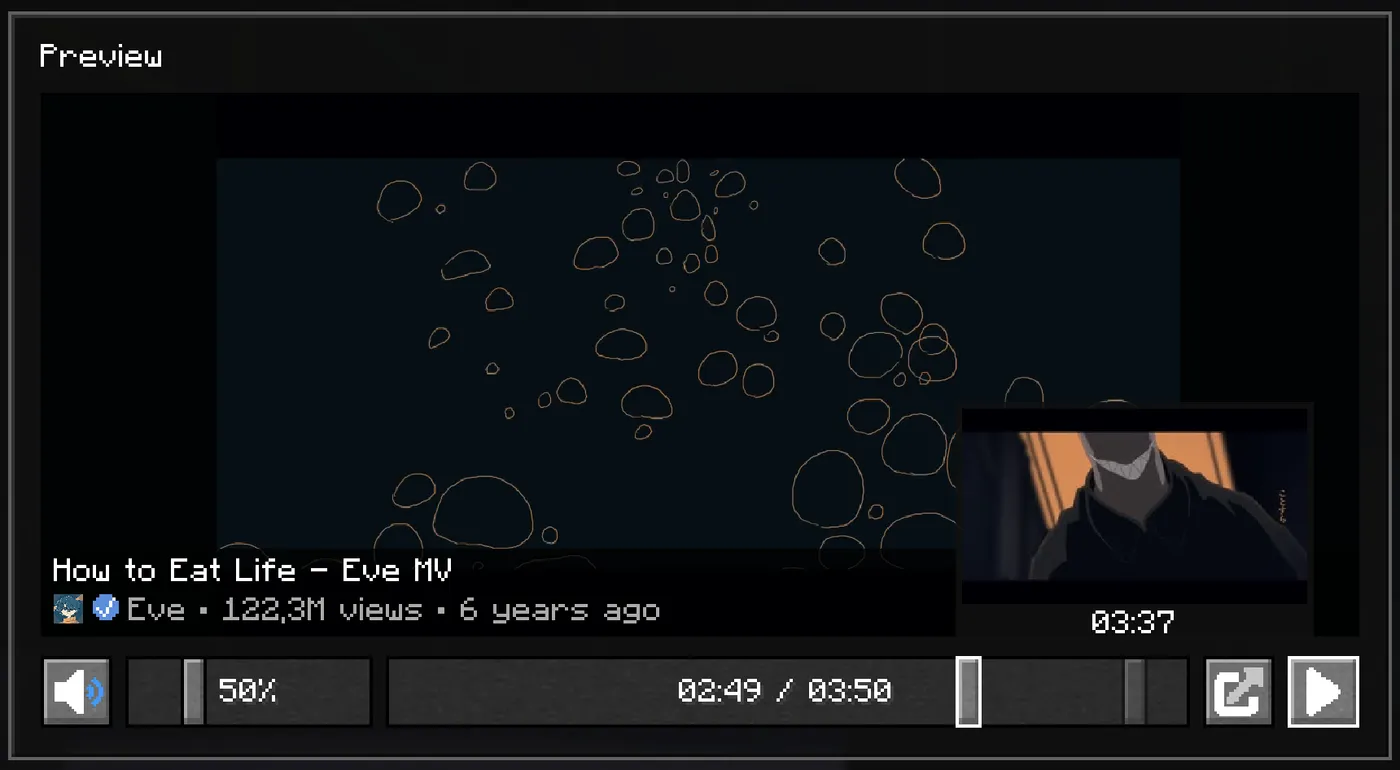 Preview
How to Eat Life – Eve MV
Eve • 122,3M views • 6 years ago
03:37
50%
02:49 / 03:50